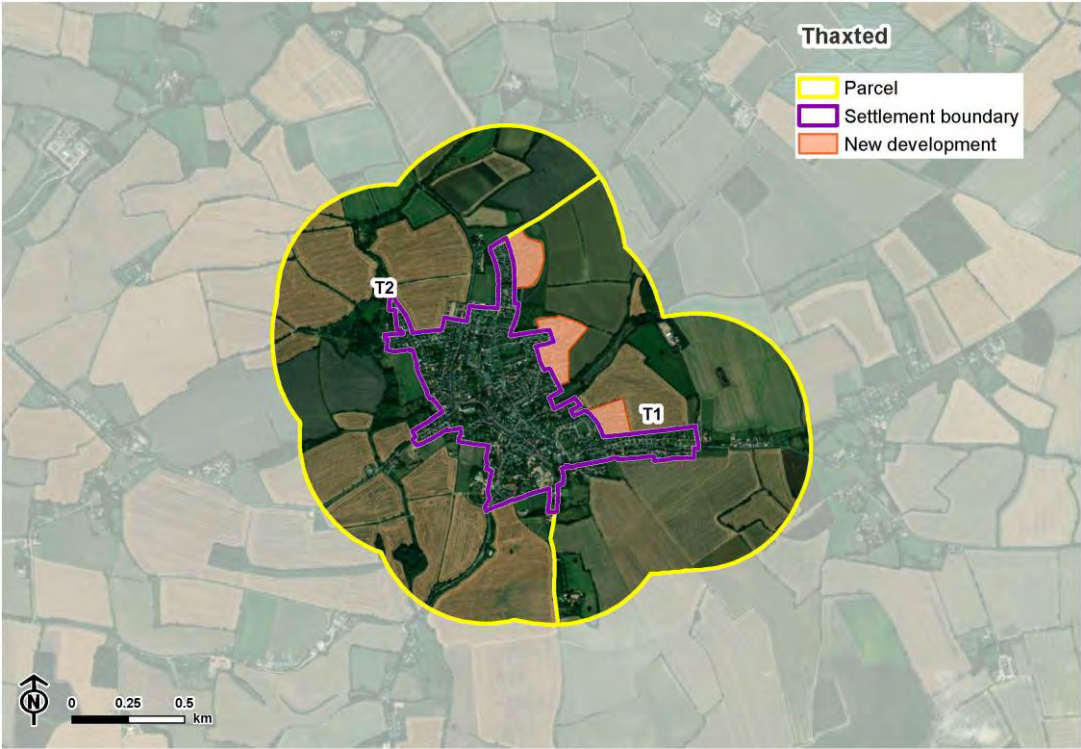 Thaxted
Parcel
Settlement boundary
New development
T2
T1
N
0 0.25 0.5
km